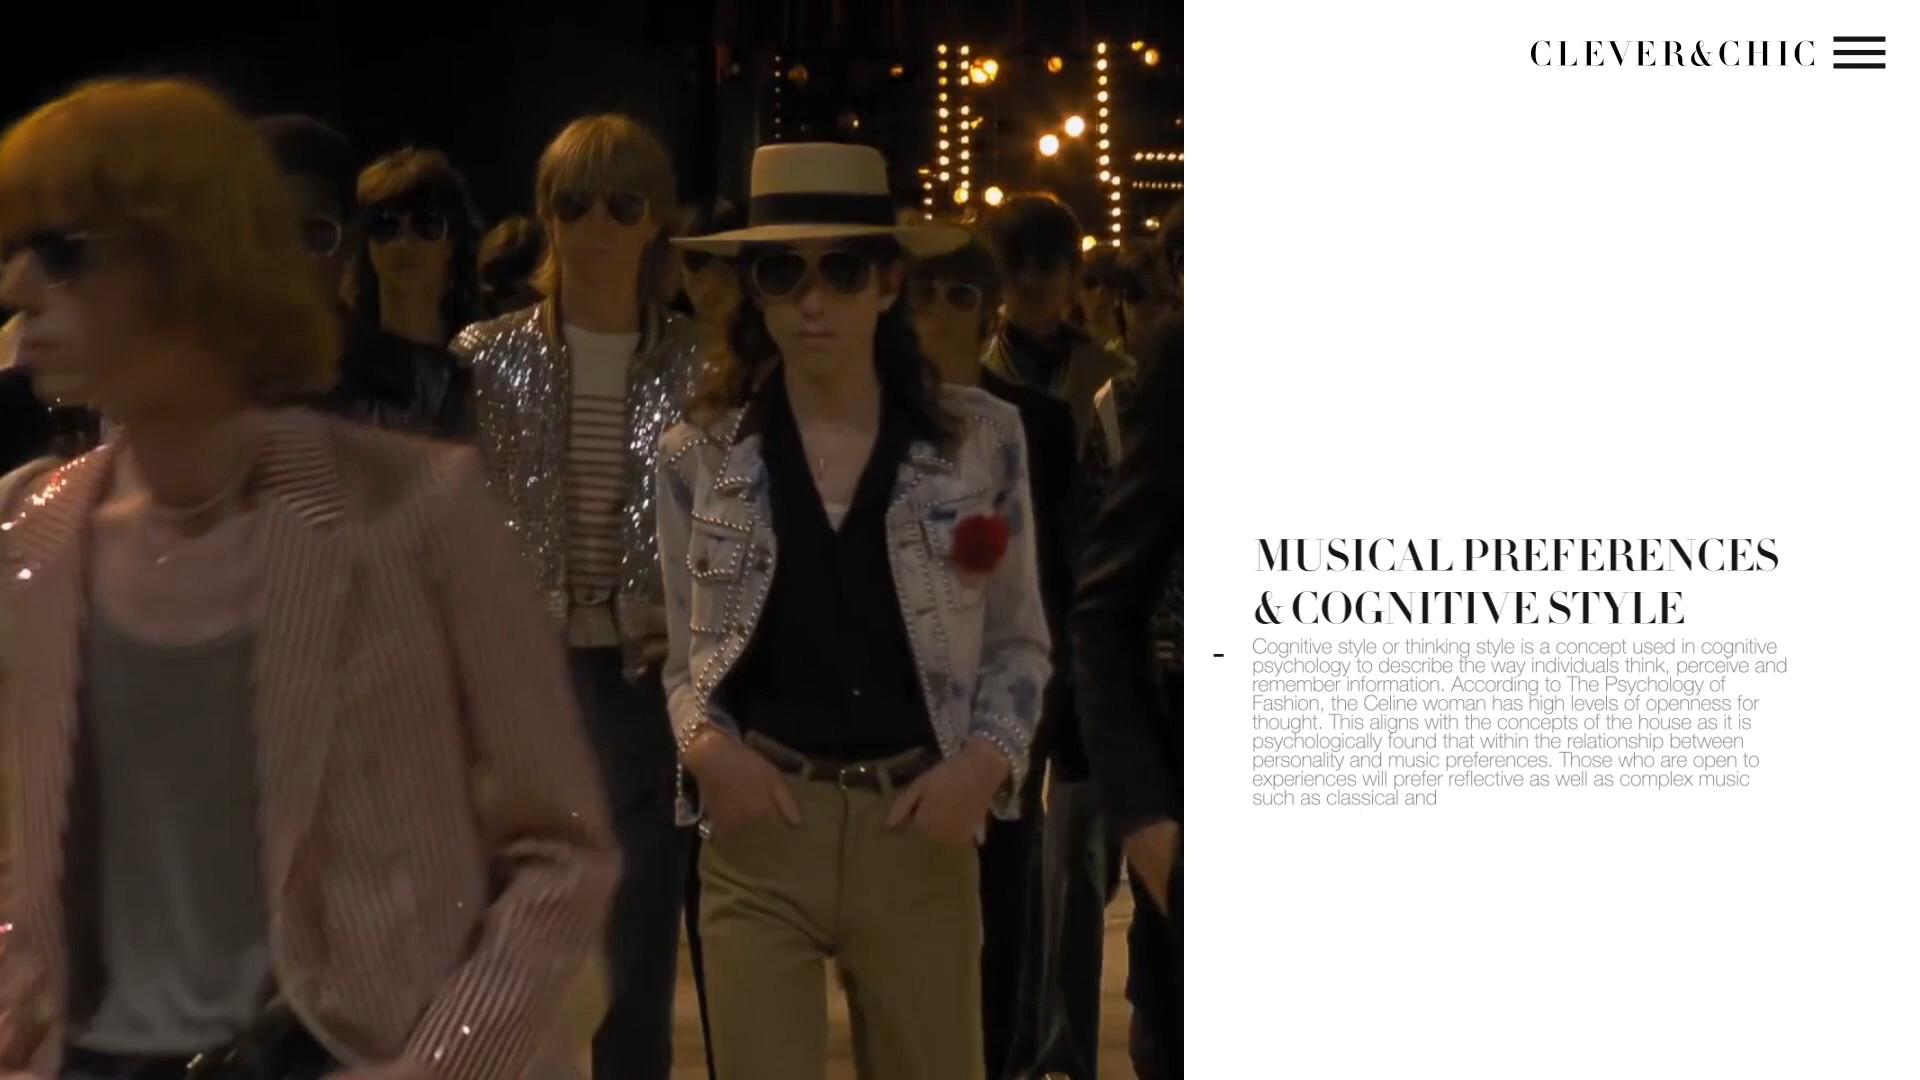 CLEVER&CHIC
MUSICAL PREFERENCES
& COGNITIVE STYLE
- Cognitive style or thinking style is a concept used in cognitive
psychology to describe the way individuals think, perceive and
remember information. According to The Psychology of
Fashion, the Celine woman has high levels of openness for
thought. This aligns with the concepts of the house as it is
psychologically found that within the relationship between
personality and music preferences. Those who are open to
experiences will prefer reflective as well as complex music
such as classical and